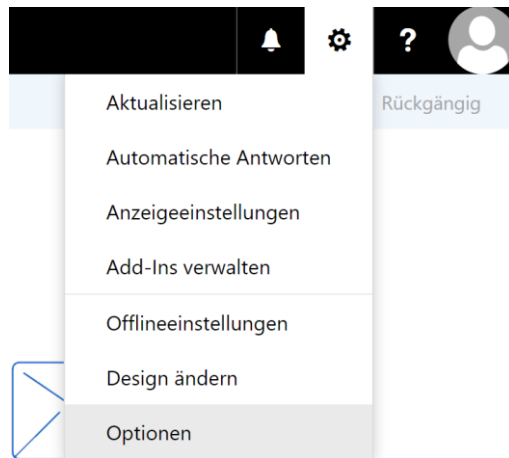 ?
Aktualisieren
Rückgängig
Automatische Antworten
Anzeigeeinstellungen
Add-Ins verwalten
Offlineeinstellungen
Design ändern
Optionen